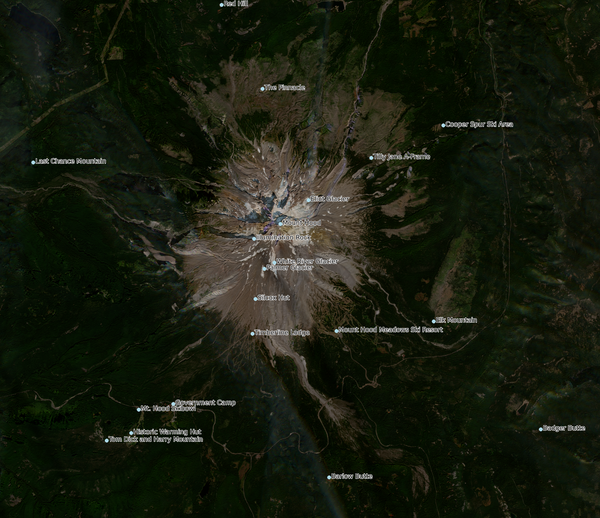 Red Hill
The Pinnacle
Cooper Spur Ski Area
Tilly Jane A-Frame
Last Chance Mountain
Eliot Glacier
Mount Hood
Illumination Rock
White River Glacier
Palmer Glacier
Silcox Hut
Elk Mountain
Mount Hood Meadows Ski Resort
Timberline Lodge
Government Camp
Mt. Hood Skibowl
Badger Butte
Historic Warming Hut
Tom Dick and Harry Mountain
Barlow Butte